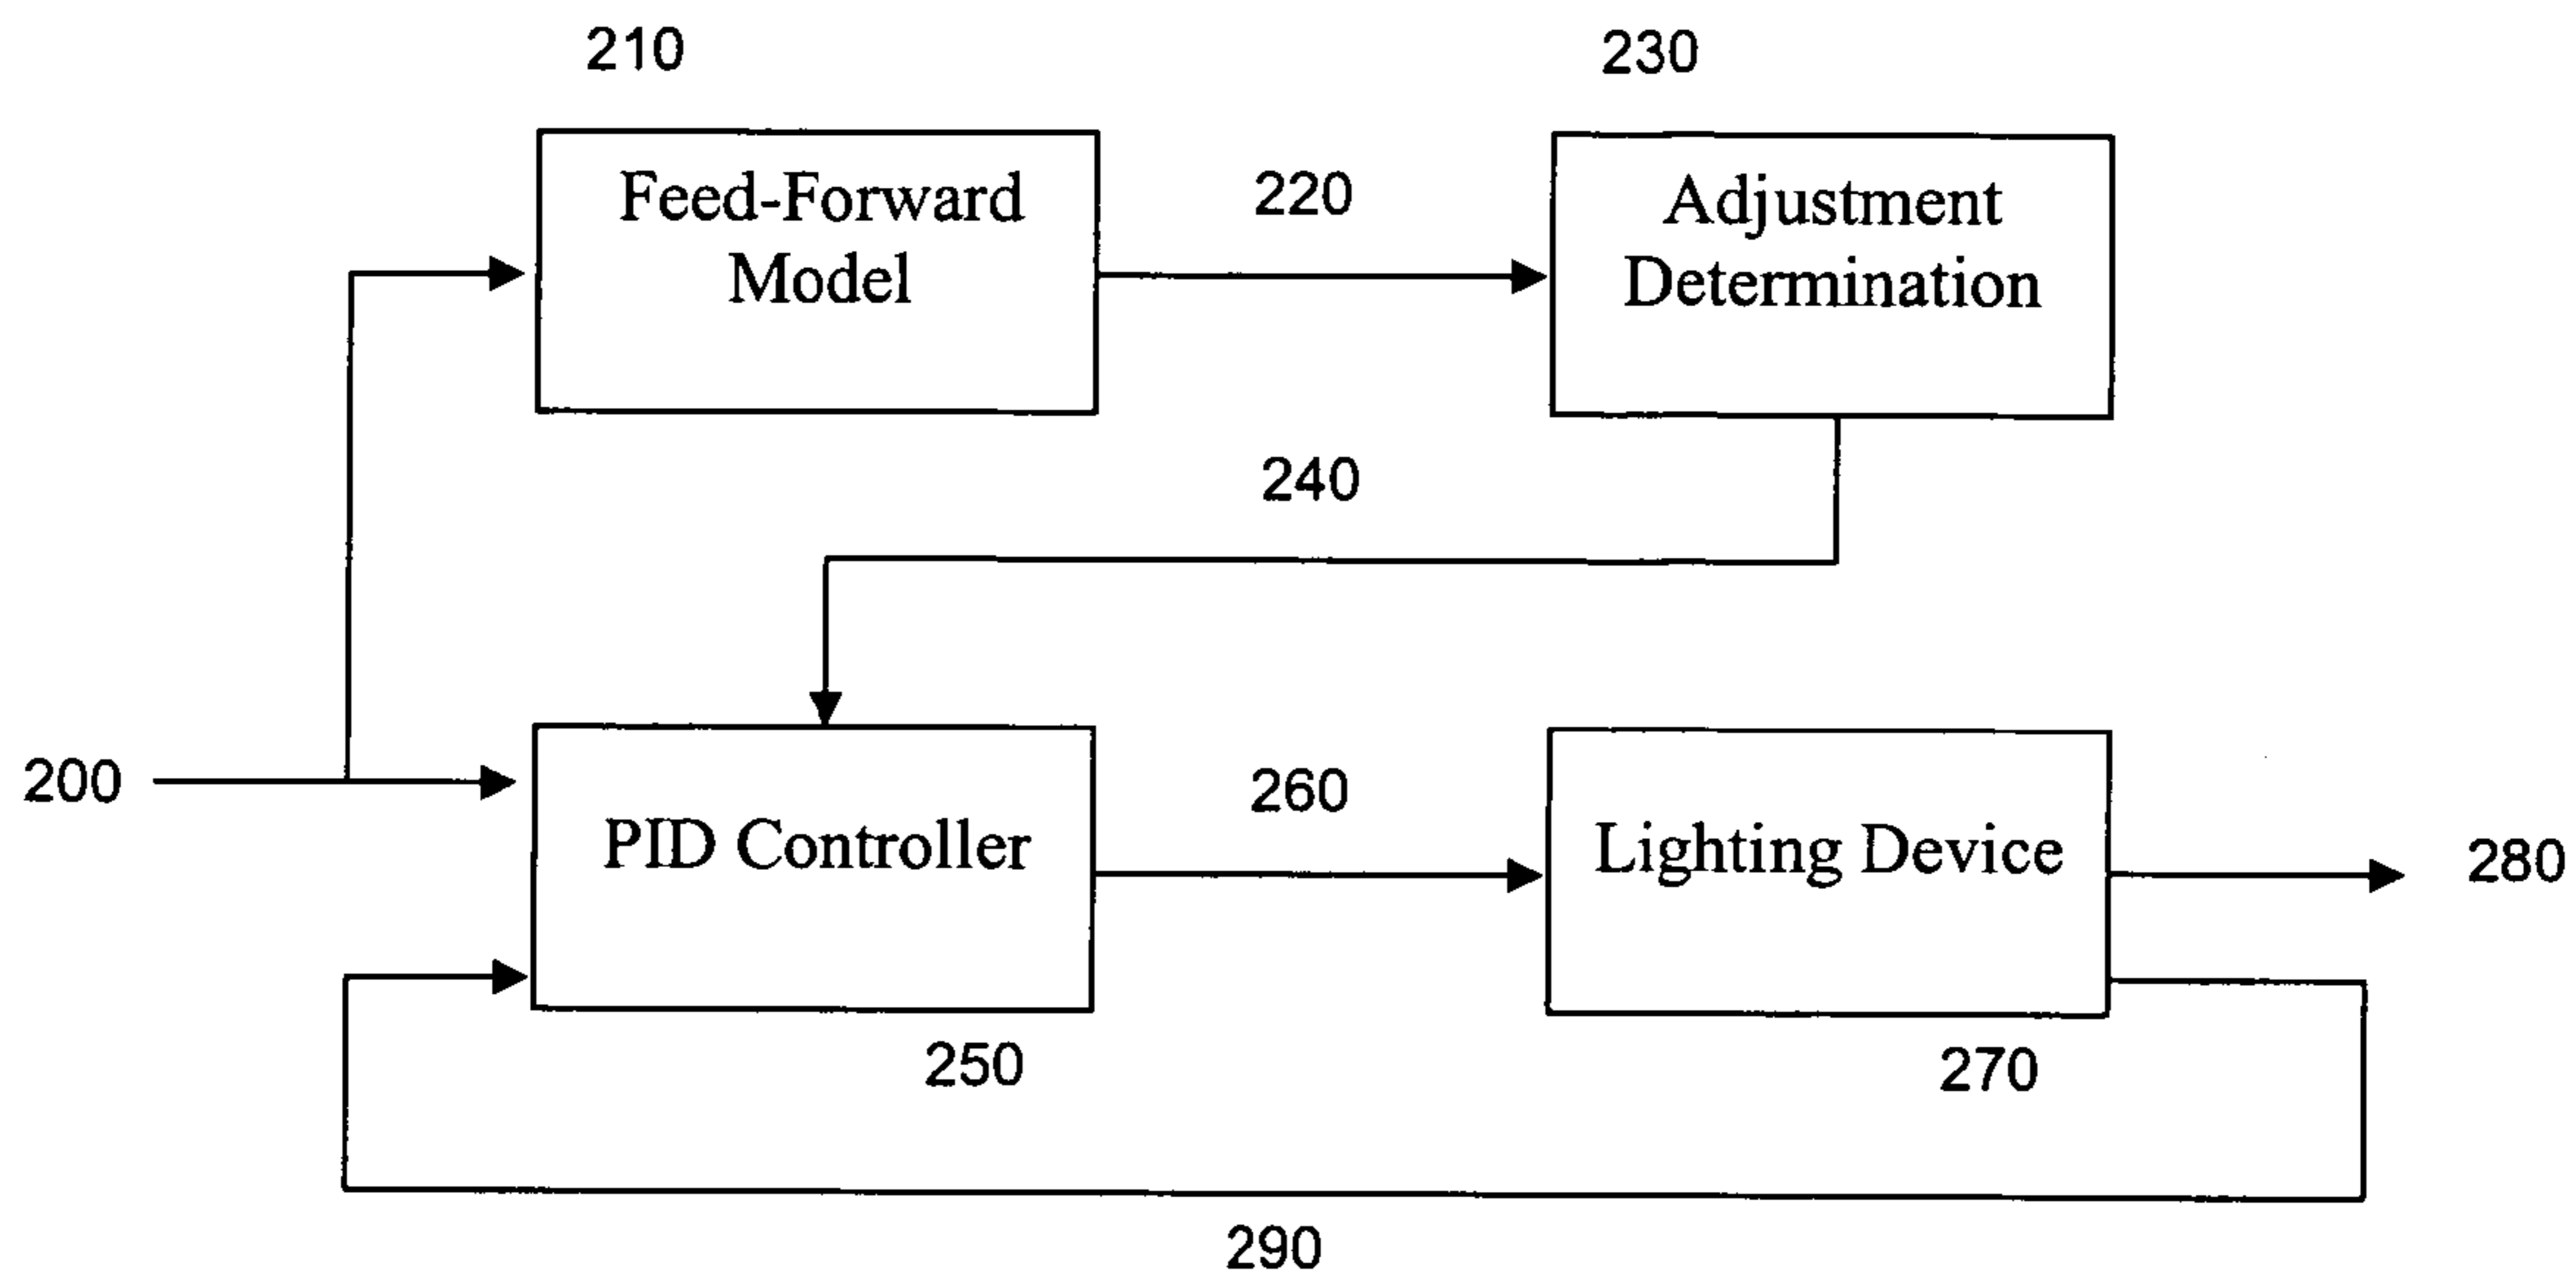 210
230
Feed-Forward
Model
220
Adjustment
Determination
240
200
PID Controller
260
Lighting Device
280
250
270
290